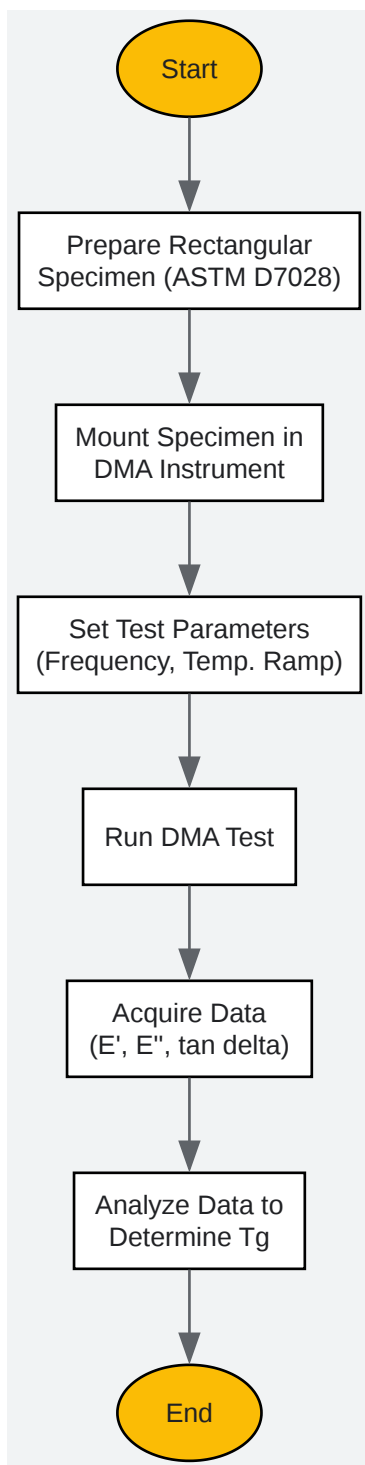 Start
Prepare Rectangular
Specimen (ASTM D7028)
Mount Specimen in
DMA Instrument
Set Test Parameters
(Frequency, Temp. Ramp)
Run DMA Test
Acquire Data
(E', E", tan delta)
Analyze Data to
Determine Tg
End